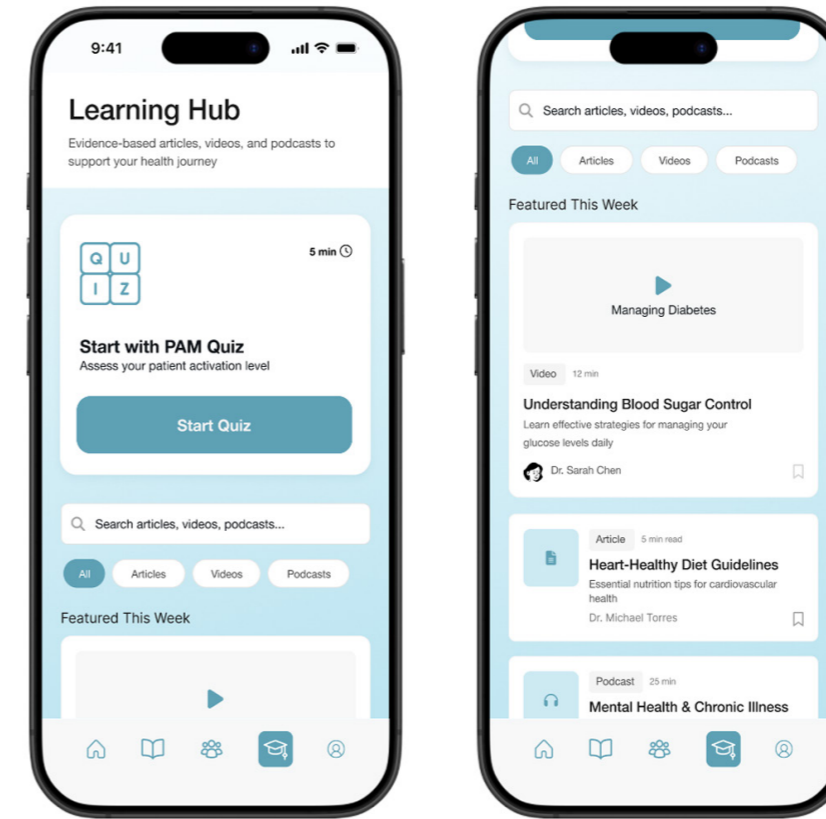 9:41
Learning Hub
Evidence-based articles, videos, and podcasts to
support your health journey
Q U
I Z
5 min
Start with PAM Quiz
Assess your patient activation level
Start Quiz
Search articles, videos, podcasts...
All Articles Videos Podcasts
Featured This Week
Search articles, videos, podcasts...
All Articles Videos Podcasts
Featured This Week
Managing Diabetes
Video 12 min
Understanding Blood Sugar Control
Learn effective strategies for managing your
glucose levels daily
Dr. Sarah Chen
Article 5 min read
Heart-Healthy Diet Guidelines
Essential nutrition tips for cardiovascular
health
Dr. Michael Torres
Podcast 25 min
Mental Health & Chronic Illness